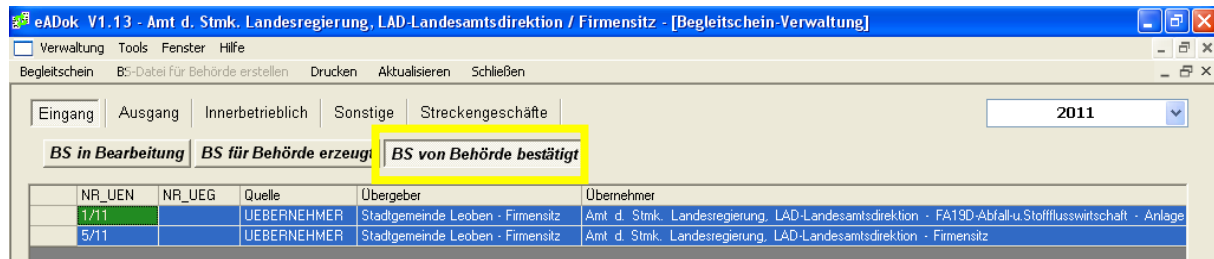 eADok V1.13 - Amt d. Stmk. Landesregierung, LAD-Landesamtsdirektion / Firmensitz - [Begleitschein-Verwaltung]
Verwaltung Tools Fenster Hilfe
Begleitschein BS-Datei für Behörde erstellen Drucken Aktualisieren Schließen
Eingang Ausgang Innerbetrieblich Sonstige Streckengeschäfte 2011
BS in Bearbeitung BS für Behörde erzeugt BS von Behörde bestätigt
NR_UEN NR_UEG Quelle Übergeber Übernehmer
1/11 UEBERNEHMER Stadtgemeinde Leoben - Firmensitz Amt d. Stmk. Landesregierung, LAD-Landesamtsdirektion - FA19D-Abfall-u.Stoffflusswirtschaft - Anlage
5/11 UEBERNEHMER Stadtgemeinde Leoben - Firmensitz Amt d. Stmk. Landesregierung, LAD-Landesamtsdirektion - Firmensitz